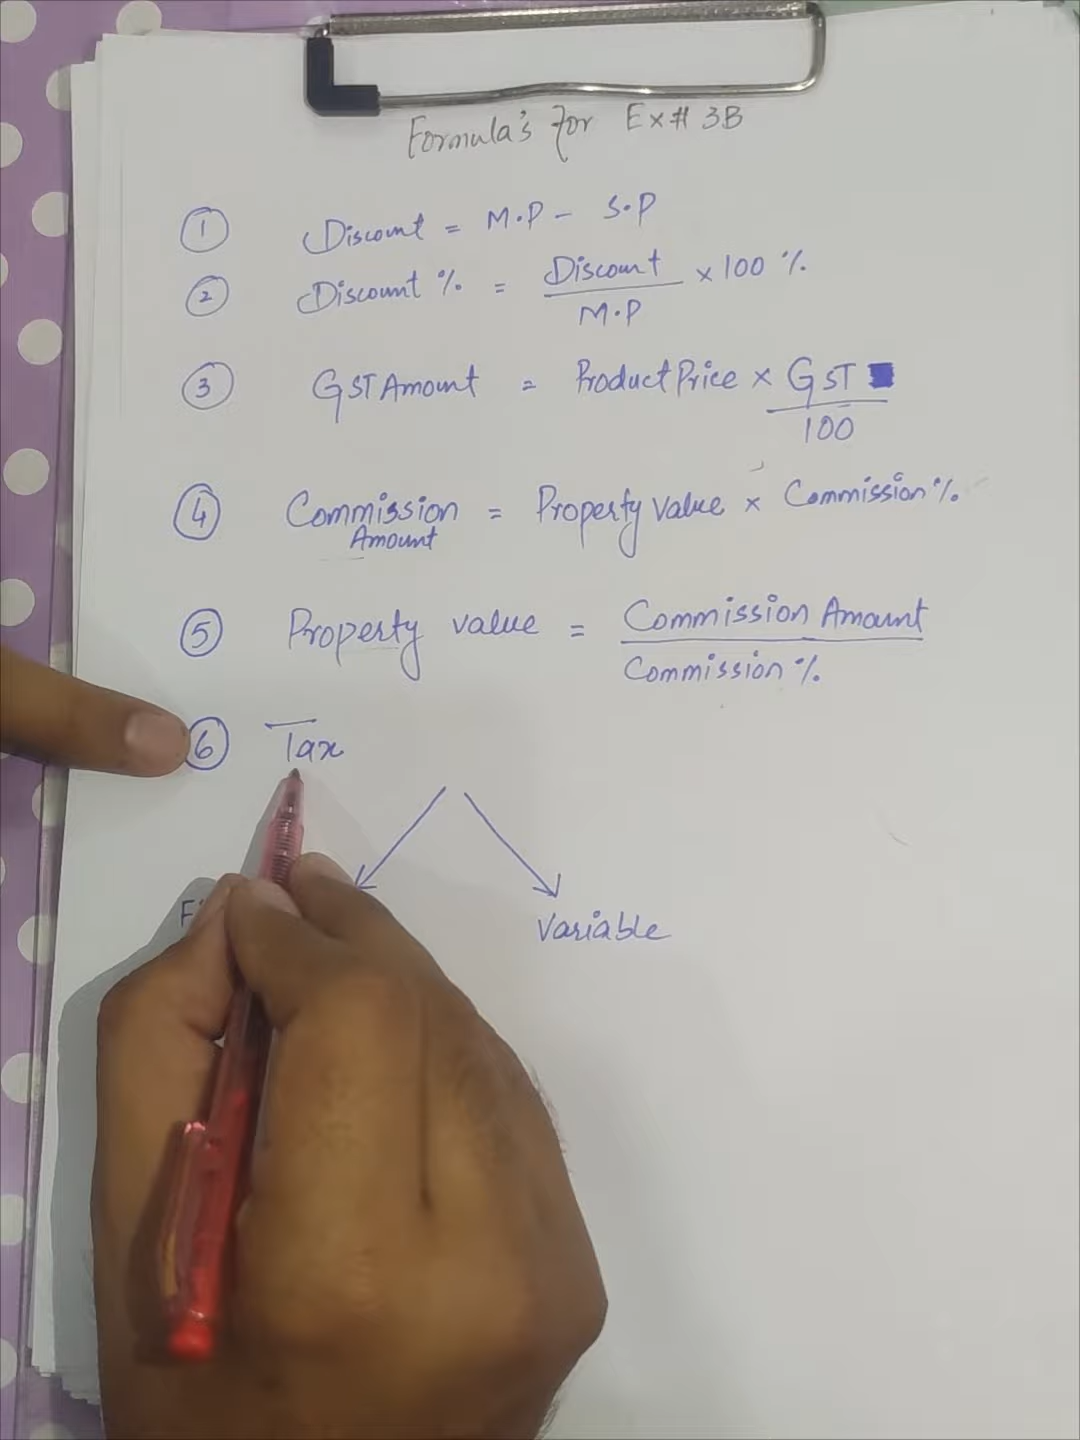 Formula's for Ex# 3B
① Discount = M.P - S.P
② Discount % = Discount / M.P × 100 %
③ GST Amount = Product Price × GST / 100
④ Commission Amount = Property value × Commission %
⑤ Property value = Commission Amount / Commission %
⑥ Tax
Variable